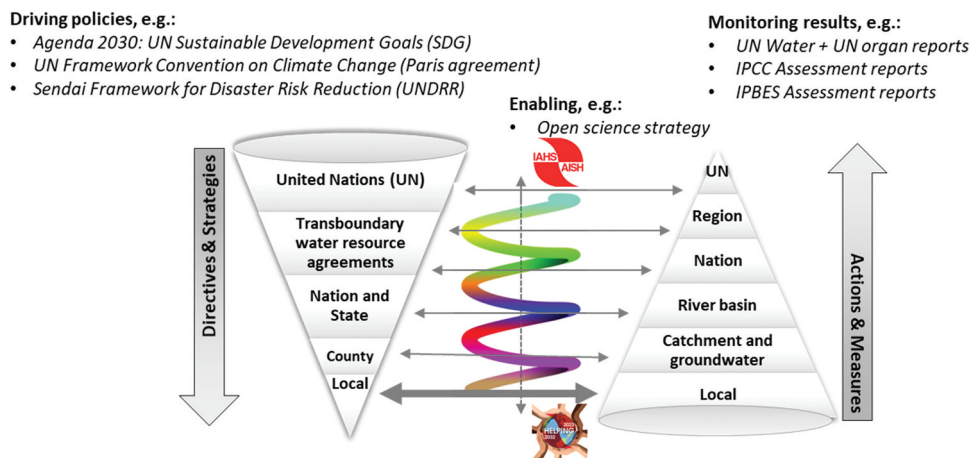 Driving policies, e.g.:
• Agenda 2030: UN Sustainable Development Goals (SDG)
• UN Framework Convention on Climate Change (Paris agreement)
• Sendai Framework for Disaster Risk Reduction (UNDRR)
Monitoring results, e.g.:
• UN Water + UN organ reports
• IPCC Assessment reports
• IPBES Assessment reports
Enabling, e.g.:
• Open science strategy
IAHS
AISH
Directives & Strategies
United Nations (UN)
Transboundary
water resource
agreements
Nation and
State
County
Local
UN
Region
Nation
River basin
Catchment and
groundwater
Local
Actions & Measures
2023
HELPING
2032